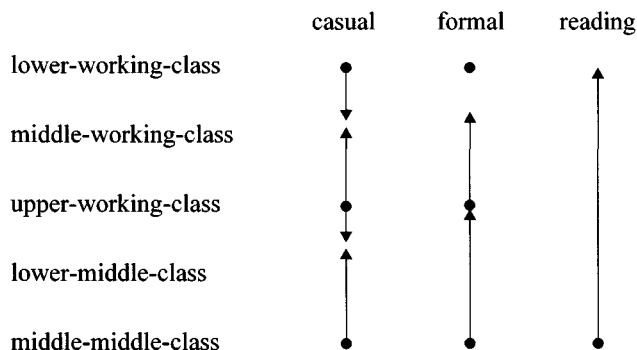 casual formal reading
lower-working-class
middle-working-class
upper-working-class
lower-middle-class
middle-middle-class